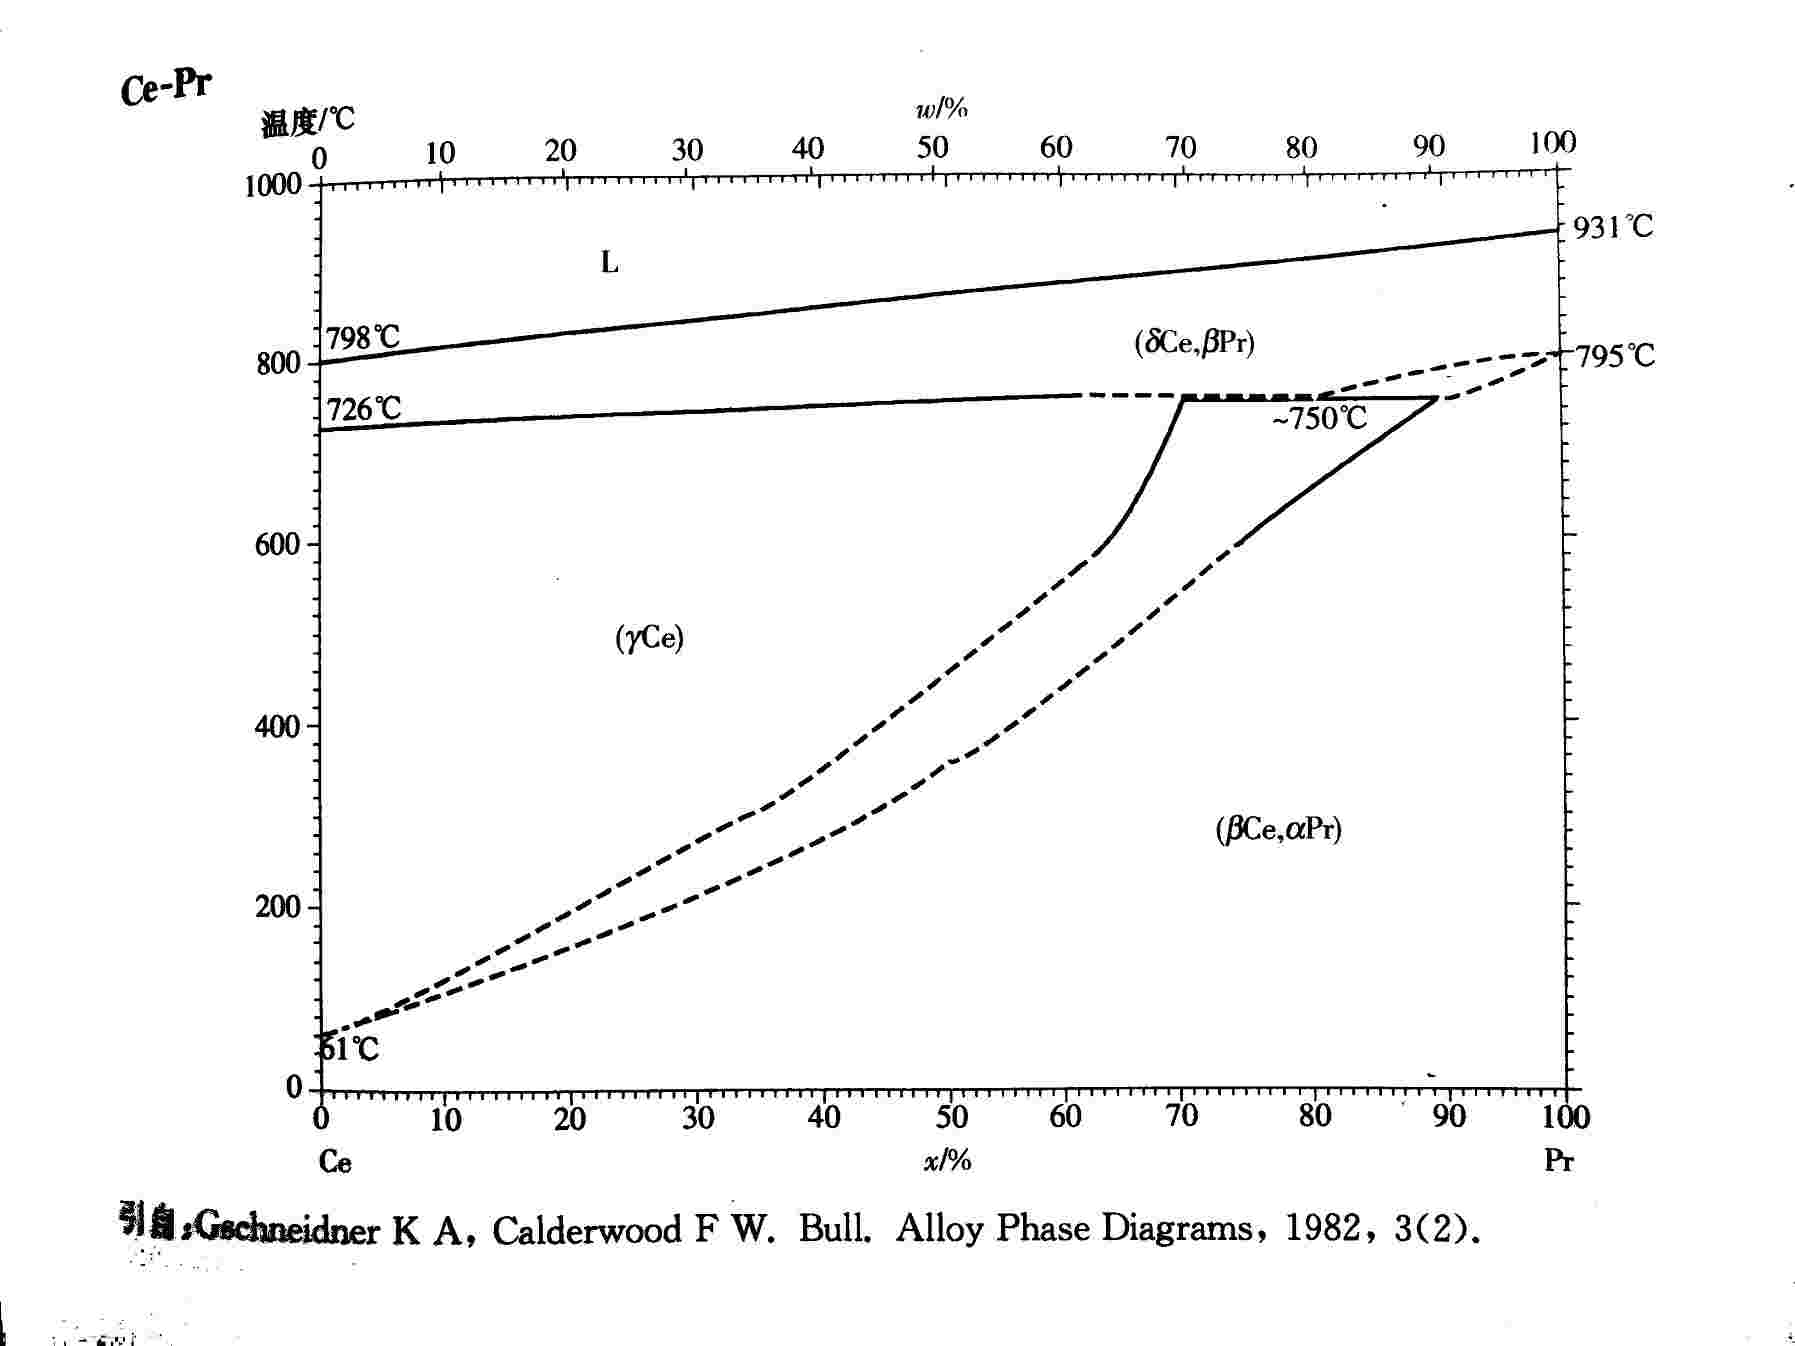 Ce-Pr
温度/℃
w/%
0 10 20 30 40 50 60 70 80 90 100
1000
931℃
L
798℃
(δCe,βPr)
800
795℃
726℃
~750℃
600
(γCe)
400
(βCe,αPr)
200
61℃
0
0 10 20 30 40 50 60 70 80 90 100
Ce
x/%
Pr
引自:Gschneidner K A, Calderwood F W. Bull. Alloy Phase Diagrams, 1982, 3(2).